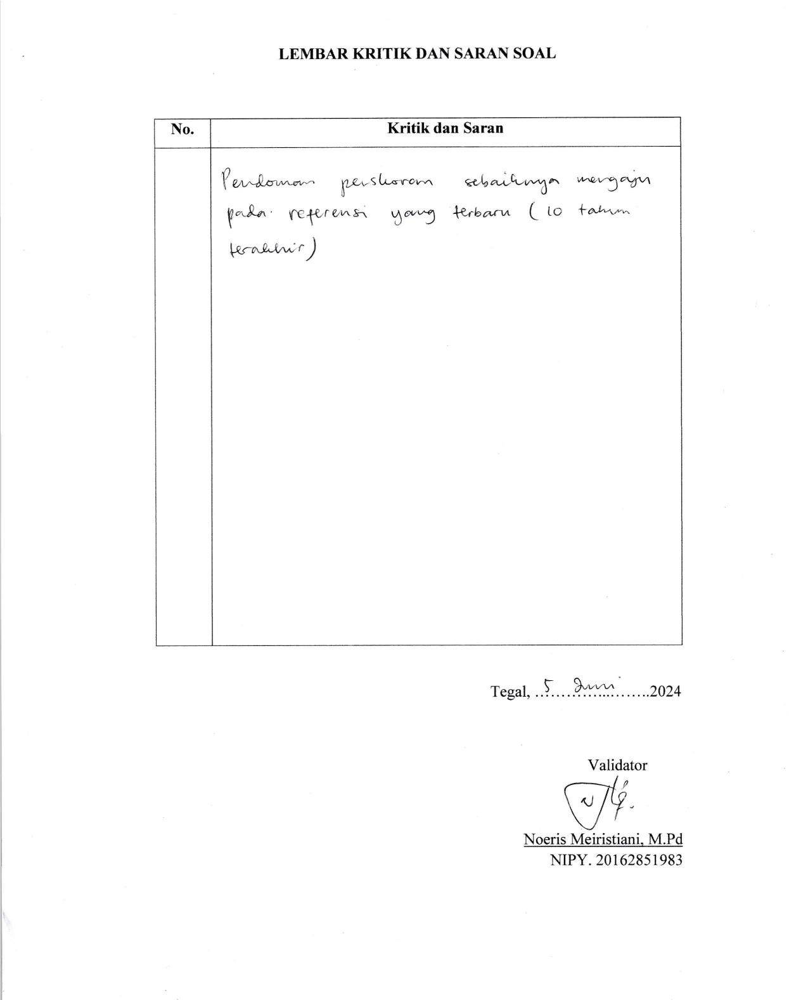 LEMBAR KRITIK DAN SARAN SOAL
No.
Kritik dan Saran
Pendoman penskoran sebaiknya mengaju
pada referensi yang terbaru (10 tahun
terakhir)
Tegal, ..5....Juni..........2024
Validator
Noeris Meiristiani, M.Pd
NIPY. 20162851983